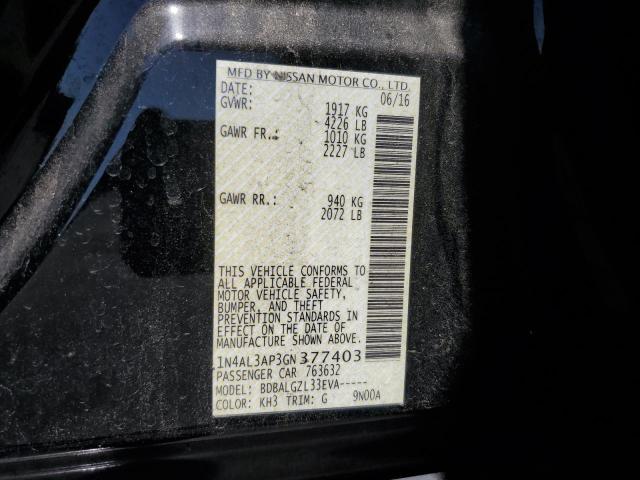 MFD BY NISSAN MOTOR CO., LTD.
DATE: 06/16
GVWR: 1917 KG
4226 LB
GAWR FR.: 1010 KG
2227 LB
GAWR RR.: 940 KG
2072 LB
THIS VEHICLE CONFORMS TO
ALL APPLICABLE FEDERAL
MOTOR VEHICLE SAFETY,
BUMPER, AND THEFT
PREVENTION STANDARDS IN
EFFECT ON THE DATE OF
MANUFACTURE SHOWN ABOVE.
1N4AL3AP3GN377403
PASSENGER CAR 763632
MODEL: BDBALGZL33EVA-----
COLOR: KH3 TRIM: G 9N00A